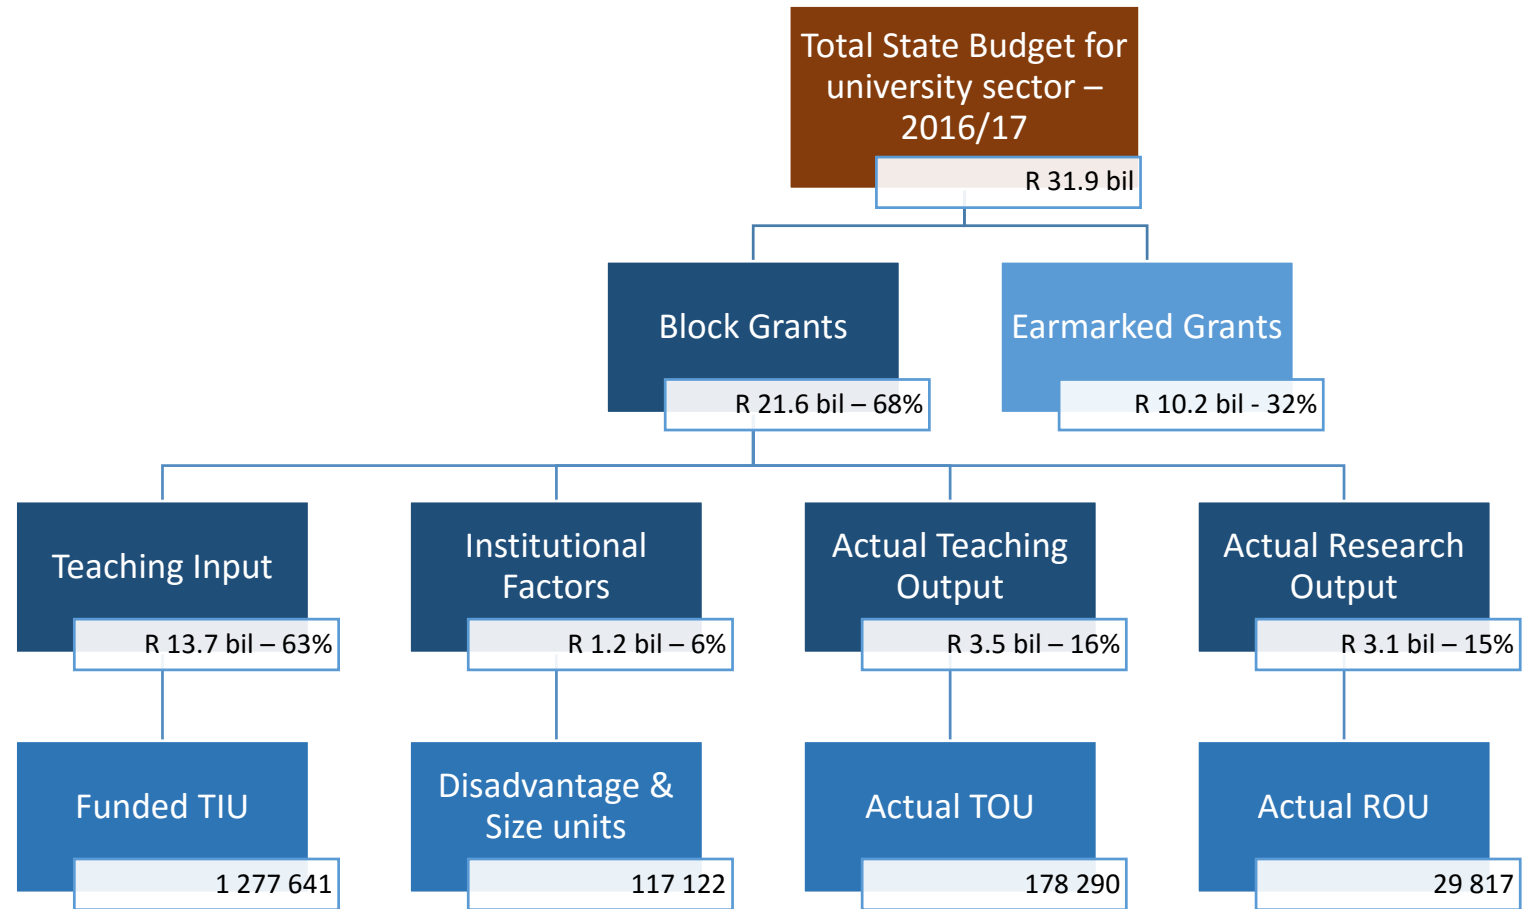 Total State Budget for
university sector –
2016/17
R 31.9 bil
Block Grants
R 21.6 bil – 68%
Earmarked Grants
R 10.2 bil - 32%
Teaching Input
R 13.7 bil – 63%
Institutional
Factors
R 1.2 bil – 6%
Actual Teaching
Output
R 3.5 bil – 16%
Actual Research
Output
R 3.1 bil – 15%
Funded TIU
1 277 641
Disadvantage &
Size units
117 122
Actual TOU
178 290
Actual ROU
29 817